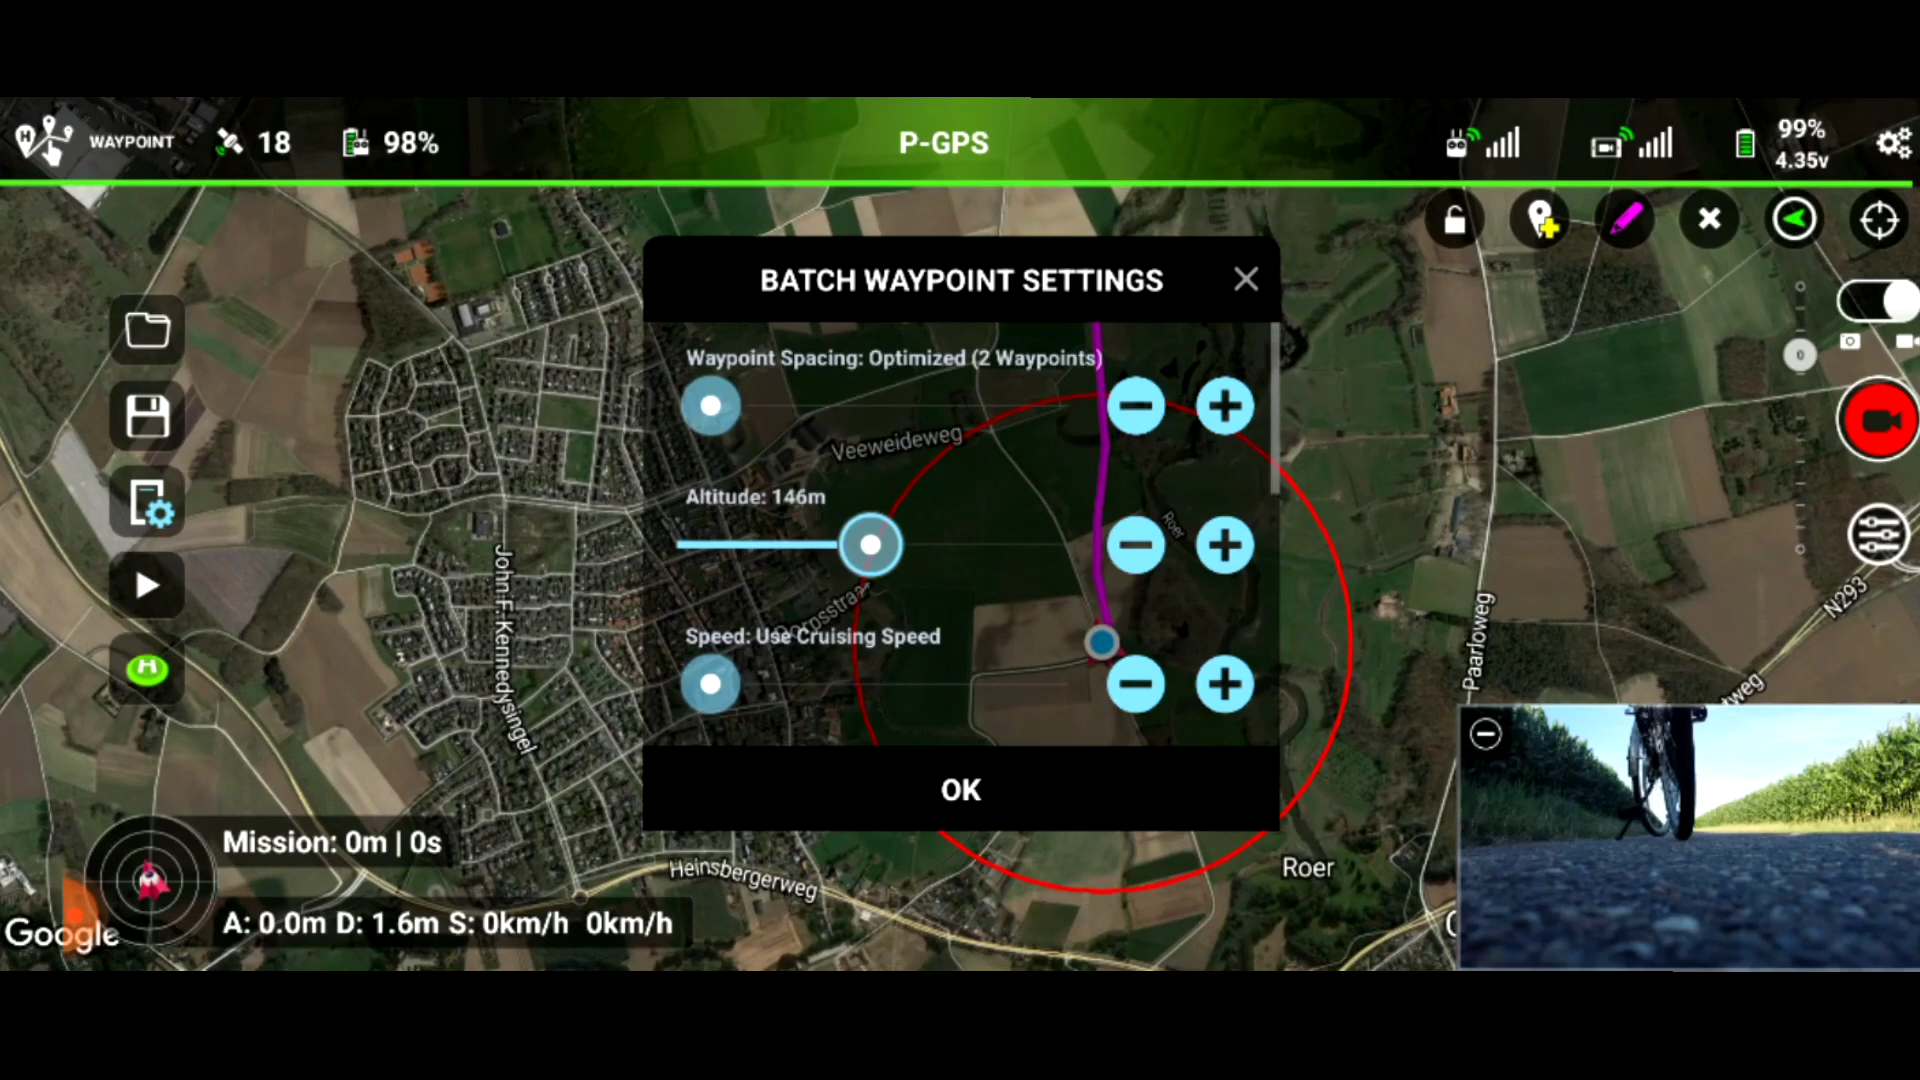 WAYPOINT
18
98%
P-GPS
99%
4.35v
BATCH WAYPOINT SETTINGS
Waypoint Spacing: Optimized (2 Waypoints)
Veeweideweg
Altitude: 146m
Roer
Speed: Use Cruising Speed
OK
0
John F. Kennedysingel
Paarloweg
N293
Mission: 0m | 0s
Heinsbergerweg
Roer
A: 0.0m D: 1.6m S: 0km/h 0km/h
Google
H